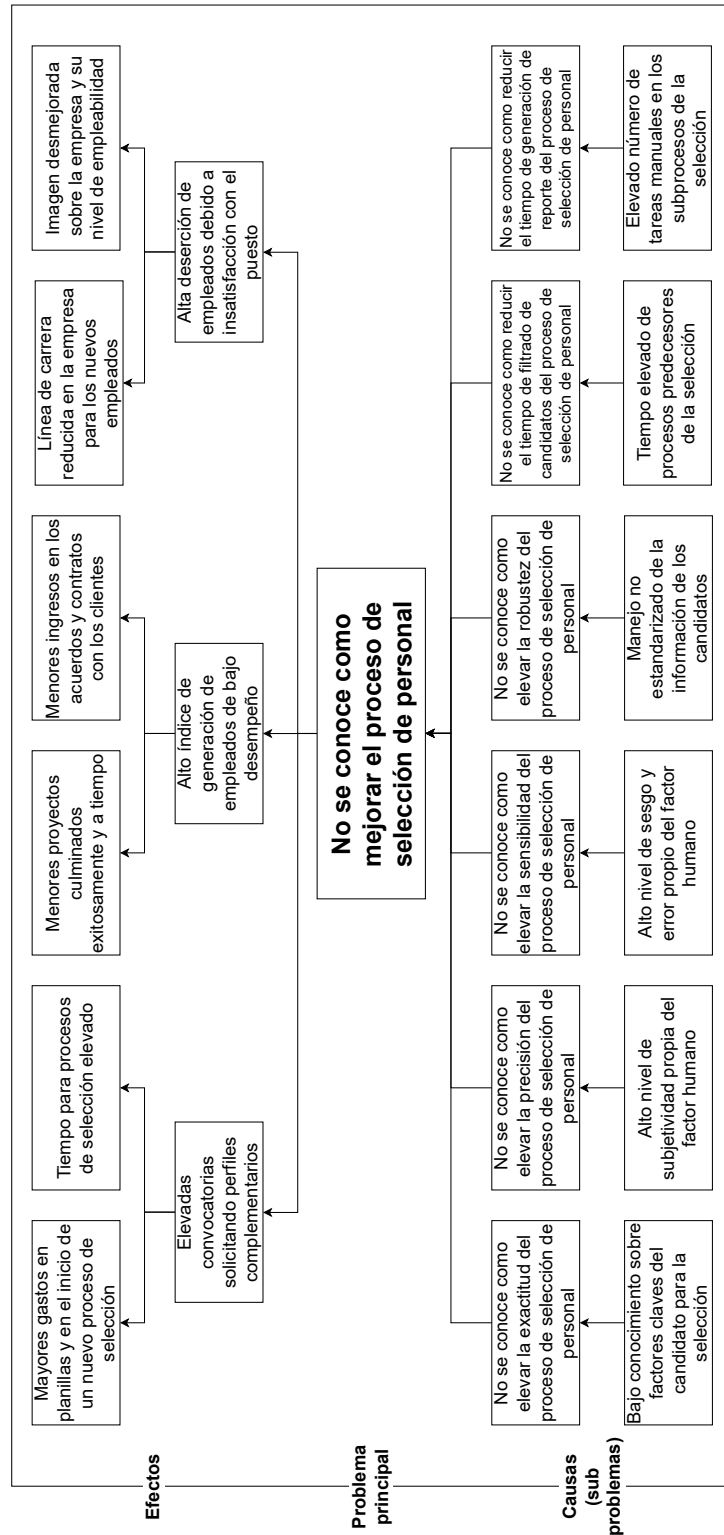 Efectos
Mayores gastos en
planillas y en el inicio de
un nuevo proceso de
selección
Tiempo para procesos
de selección elevado
Menores proyectos
culminados
exitosamente y a tiempo
Menores ingresos en los
acuerdos y contratos
con los clientes
Línea de carrera
reducida en la empresa
para los nuevos
empleados
Imagen desmejorada
sobre la empresa y su
nivel de empleabilidad
Elevadas
convocatorias
solicitando perfiles
complementarios
Alto índice de
generación de
empleados de bajo
desempeño
Alta deserción de
empleados debido a
insatisfacción con el
puesto
Problema
principal
No se conoce como
mejorar el proceso de
selección de personal
Causas
(sub
problemas)
No se conoce como
elevar la exactitud del
proceso de selección de
personal
No se conoce como
elevar la precisión del
proceso de selección de
personal
No se conoce como
elevar la sensibilidad del
proceso de selección de
personal
No se conoce como
elevar la robustez del
proceso de selección de
personal
No se conoce como reducir
el tiempo de filtrado de
candidatos del proceso de
selección de personal
No se conoce como reducir
el tiempo de generación de
reporte del proceso de
selección de personal
Bajo conocimiento sobre
factores claves del
candidato para la
selección
Alto nivel de
subjetividad propia del
factor humano
Alto nivel de sesgo y
error propio del factor
humano
Manejo no
estandarizado de la
información de los
candidatos
Tiempo elevado de
procesos predecesores
de la selección
Elevado número de
tareas manuales en los
subprocesos de la
selección